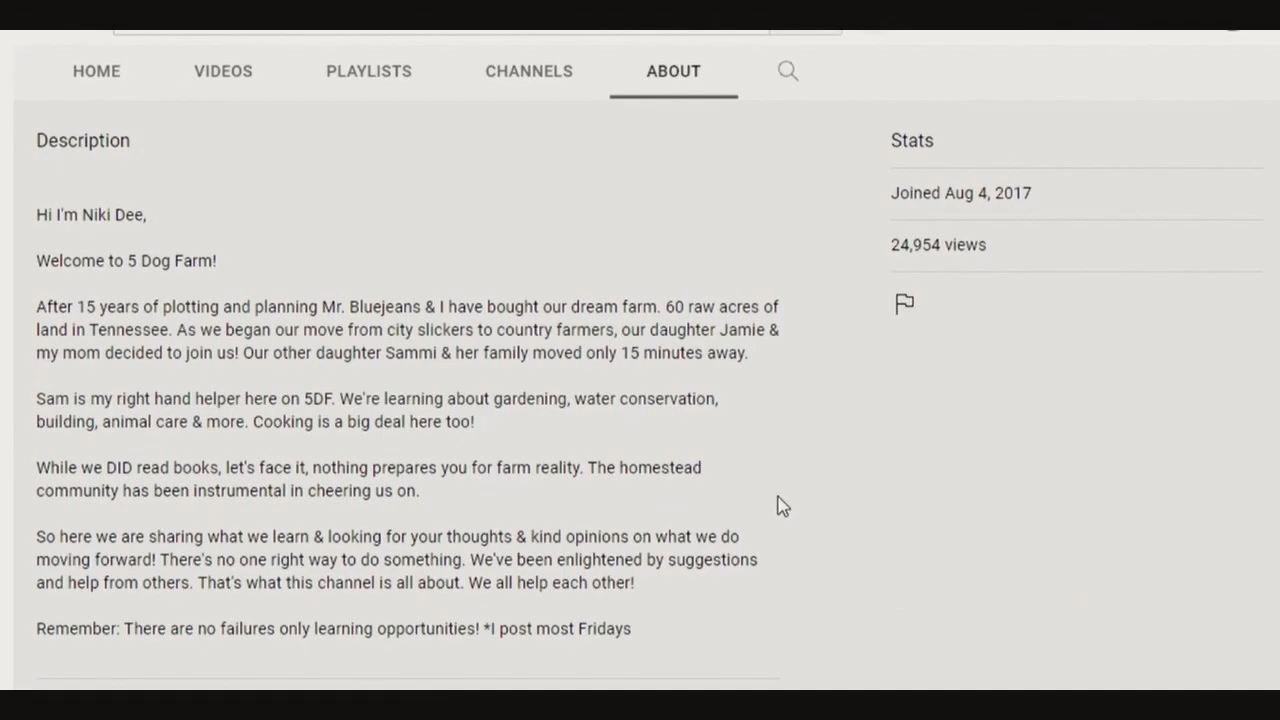 HOME VIDEOS PLAYLISTS CHANNELS ABOUT
Description
Hi I'm Niki Dee,
Welcome to 5 Dog Farm!
After 15 years of plotting and planning Mr. Bluejeans & I have bought our dream farm. 60 raw acres of
land in Tennessee. As we began our move from city slickers to country farmers, our daughter Jamie &
my mom decided to join us! Our other daughter Sammi & her family moved only 15 minutes away.
Sam is my right hand helper here on 5DF. We're learning about gardening, water conservation,
building, animal care & more. Cooking is a big deal here too!
While we DID read books, let's face it, nothing prepares you for farm reality. The homestead
community has been instrumental in cheering us on.
So here we are sharing what we learn & looking for your thoughts & kind opinions on what we do
moving forward! There's no one right way to do something. We've been enlightened by suggestions
and help from others. That's what this channel is all about. We all help each other!
Remember: There are no failures only learning opportunities! *I post most Fridays
Stats
Joined Aug 4, 2017
24,954 views